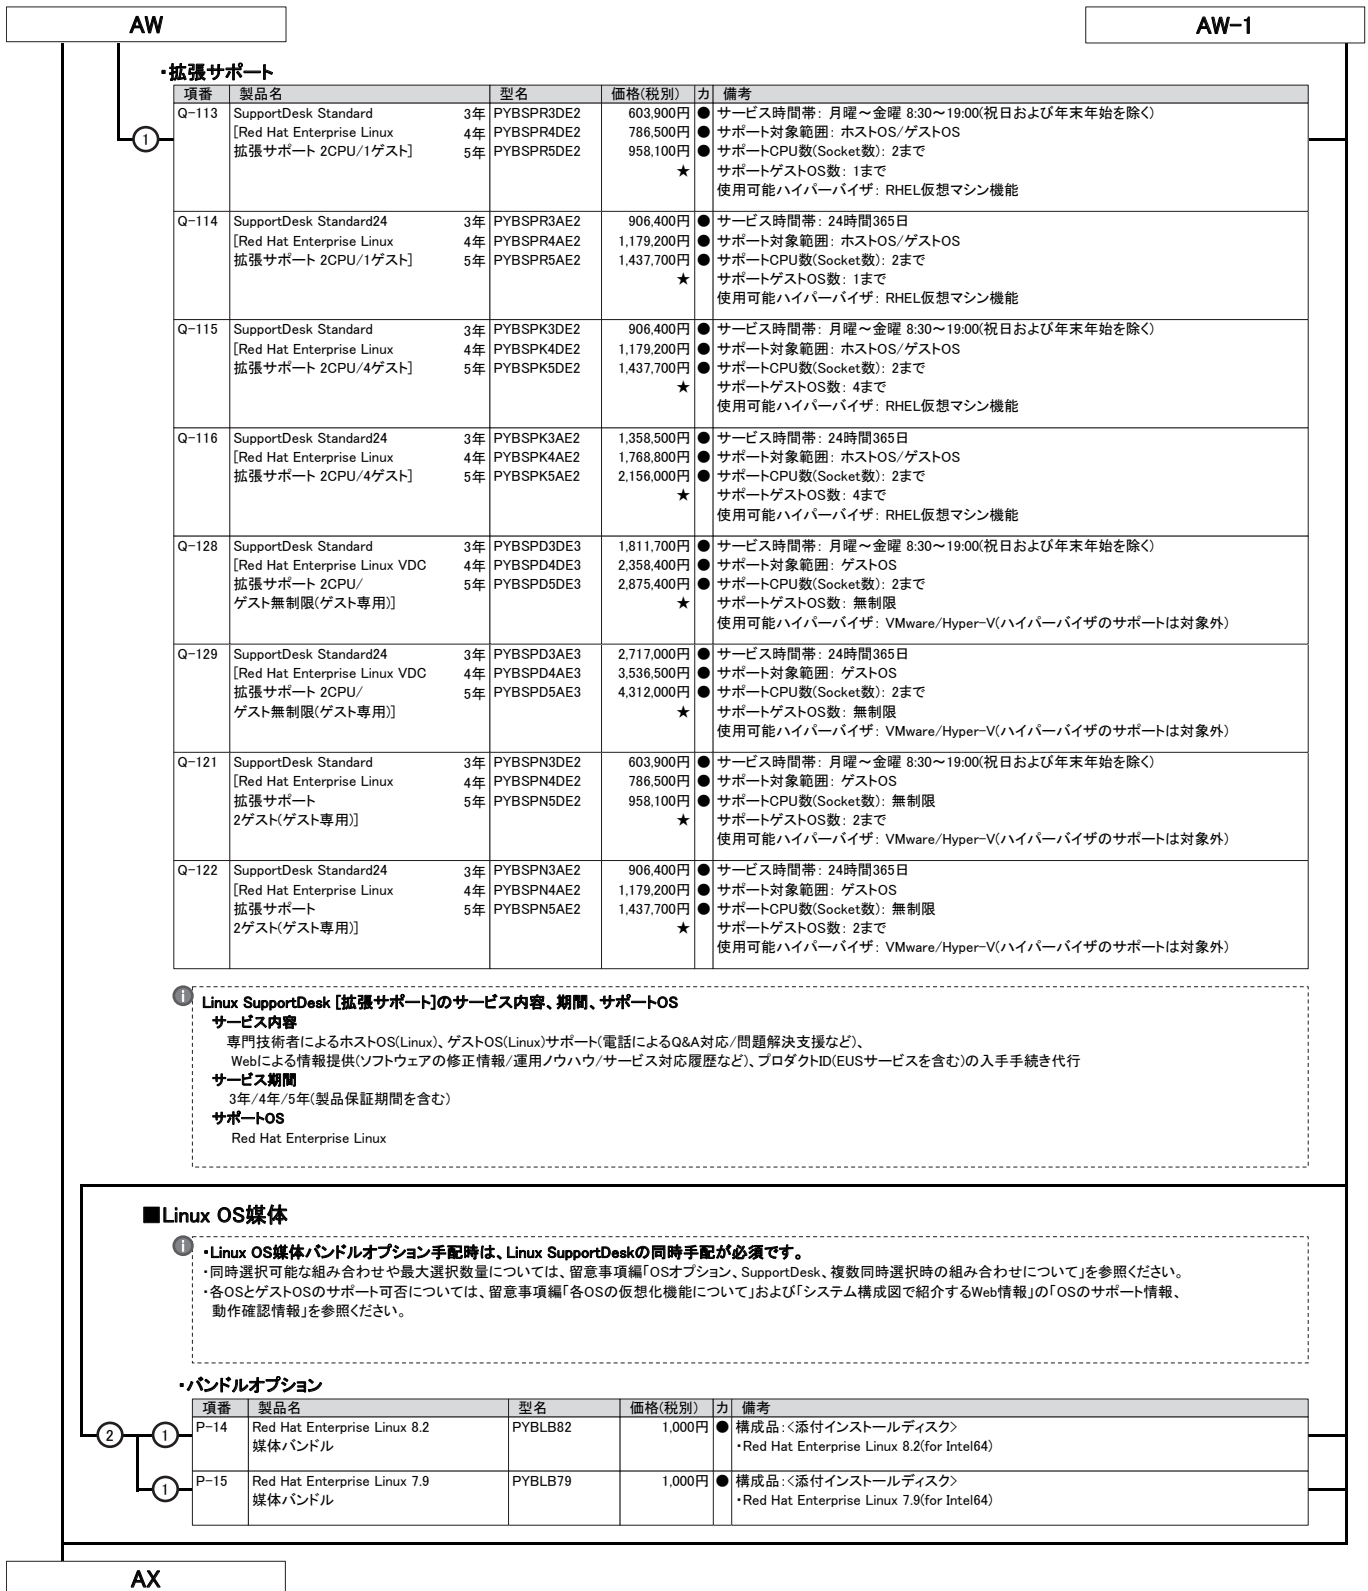 AW
AW-1
・拡張サポート
項番 製品名 型名 価格(税別) カ 備考
Q-113 SupportDesk Standard 3年 PYBSPR3DE2 603,900円 ● サービス時間帯: 月曜～金曜 8:30～19:00(祝日および年末年始を除く)
[Red Hat Enterprise Linux 4年 PYBSPR4DE2 786,500円 ● サポート対象範囲: ホストOS/ゲストOS
拡張サポート 2CPU/1ゲスト] 5年 PYBSPR5DE2 958,100円 ● サポートCPU数(Socket数): 2まで
★ サポートゲストOS数: 1まで
使用可能ハイパーバイザ: RHEL仮想マシン機能
Q-114 SupportDesk Standard24 3年 PYBSPR3AE2 906,400円 ● サービス時間帯: 24時間365日
[Red Hat Enterprise Linux 4年 PYBSPR4AE2 1,179,200円 ● サポート対象範囲: ホストOS/ゲストOS
拡張サポート 2CPU/1ゲスト] 5年 PYBSPR5AE2 1,437,700円 ● サポートCPU数(Socket数): 2まで
★ サポートゲストOS数: 1まで
使用可能ハイパーバイザ: RHEL仮想マシン機能
Q-115 SupportDesk Standard 3年 PYBSPK3DE2 906,400円 ● サービス時間帯: 月曜～金曜 8:30～19:00(祝日および年末年始を除く)
[Red Hat Enterprise Linux 4年 PYBSPK4DE2 1,179,200円 ● サポート対象範囲: ホストOS/ゲストOS
拡張サポート 2CPU/4ゲスト] 5年 PYBSPK5DE2 1,437,700円 ● サポートCPU数(Socket数): 2まで
★ サポートゲストOS数: 4まで
使用可能ハイパーバイザ: RHEL仮想マシン機能
Q-116 SupportDesk Standard24 3年 PYBSPK3AE2 1,358,500円 ● サービス時間帯: 24時間365日
[Red Hat Enterprise Linux 4年 PYBSPK4AE2 1,768,800円 ● サポート対象範囲: ホストOS/ゲストOS
拡張サポート 2CPU/4ゲスト] 5年 PYBSPK5AE2 2,156,000円 ● サポートCPU数(Socket数): 2まで
★ サポートゲストOS数: 4まで
使用可能ハイパーバイザ: RHEL仮想マシン機能
Q-128 SupportDesk Standard 3年 PYBSPD3DE3 1,811,700円 ● サービス時間帯: 月曜～金曜 8:30～19:00(祝日および年末年始を除く)
[Red Hat Enterprise Linux VDC 4年 PYBSPD4DE3 2,358,400円 ● サポート対象範囲: ゲストOS
拡張サポート 2CPU/ 5年 PYBSPD5DE3 2,875,400円 ● サポートCPU数(Socket数): 2まで
ゲスト無制限(ゲスト専用)] ★ サポートゲストOS数: 無制限
使用可能ハイパーバイザ: VMware/Hyper-V(ハイパーバイザのサポートは対象外)
Q-129 SupportDesk Standard24 3年 PYBSPD3AE3 2,717,000円 ● サービス時間帯: 24時間365日
[Red Hat Enterprise Linux VDC 4年 PYBSPD4AE3 3,536,500円 ● サポート対象範囲: ゲストOS
拡張サポート 2CPU/ 5年 PYBSPD5AE3 4,312,000円 ● サポートCPU数(Socket数): 2まで
ゲスト無制限(ゲスト専用)] ★ サポートゲストOS数: 無制限
使用可能ハイパーバイザ: VMware/Hyper-V(ハイパーバイザのサポートは対象外)
Q-121 SupportDesk Standard 3年 PYBSPN3DE2 603,900円 ● サービス時間帯: 月曜～金曜 8:30～19:00(祝日および年末年始を除く)
[Red Hat Enterprise Linux 4年 PYBSPN4DE2 786,500円 ● サポート対象範囲: ゲストOS
拡張サポート 5年 PYBSPN5DE2 958,100円 ● サポートCPU数(Socket数): 無制限
2ゲスト(ゲスト専用)] ★ サポートゲストOS数: 2まで
使用可能ハイパーバイザ: VMware/Hyper-V(ハイパーバイザのサポートは対象外)
Q-122 SupportDesk Standard24 3年 PYBSPN3AE2 906,400円 ● サービス時間帯: 24時間365日
[Red Hat Enterprise Linux 4年 PYBSPN4AE2 1,179,200円 ● サポート対象範囲: ゲストOS
拡張サポート 5年 PYBSPN5AE2 1,437,700円 ● サポートCPU数(Socket数): 無制限
2ゲスト(ゲスト専用)] ★ サポートゲストOS数: 2まで
使用可能ハイパーバイザ: VMware/Hyper-V(ハイパーバイザのサポートは対象外)
1
i Linux SupportDesk [拡張サポート]のサービス内容、期間、サポートOS
サービス内容
専門技術者によるホストOS(Linux)、ゲストOS(Linux)サポート(電話によるQ&A対応/問題解決支援など)、
Webによる情報提供(ソフトウェアの修正情報/運用ノウハウ/サービス対応履歴など)、プロダクトID(EUSサービスを含む)の入手手続き代行
サービス期間
3年/4年/5年(製品保証期間を含む)
サポートOS
Red Hat Enterprise Linux
■Linux OS媒体
i ・Linux OS媒体バンドルオプション手配時は、Linux SupportDeskの同時手配が必須です。
・同時選択可能な組み合わせや最大選択数量については、留意事項編「OSオプション、SupportDesk、複数同時選択時の組み合わせについて」を参照ください。
・各OSとゲストOSのサポート可否については、留意事項編「各OSの仮想化機能について」および「システム構成図で紹介するWeb情報」の「OSのサポート情報、
動作確認情報」を参照ください。
・バンドルオプション
項番 製品名 型名 価格(税別) カ 備考
2 1 P-14 Red Hat Enterprise Linux 8.2 PYBLB82 1,000円 ● 構成品:<添付インストールディスク>
媒体バンドル ・Red Hat Enterprise Linux 8.2(for Intel64)
1 P-15 Red Hat Enterprise Linux 7.9 PYBLB79 1,000円 ● 構成品:<添付インストールディスク>
媒体バンドル ・Red Hat Enterprise Linux 7.9(for Intel64)
AX